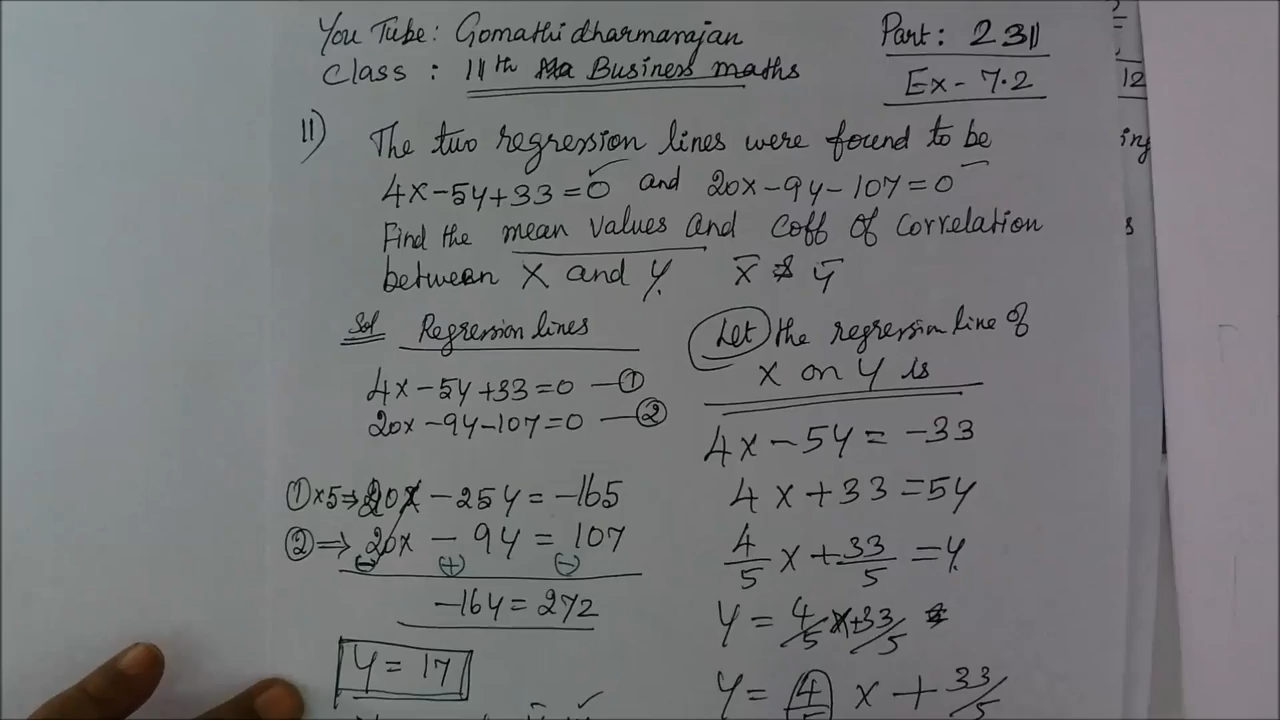 You Tube: Gomathi dharmarajan
Class : 11th Business maths
Part: 231
Ex - 7.2
11) The two regression lines were found to be
4x-5y+33=0 and 20x-9y-107=0
Find the mean values and coff of correlation
between x and y. x̄ & ȳ
Sol Regression lines
4x-5y+33=0 —①
20x-9y-107=0 —②
①x5⇒ 20x - 25y = -165
②⇒ 20x - 9y = 107
(-) (+) (-)
-16y = 272
y = 17
Let the regression line of
x on y is
4x - 5y = -33
4x + 33 = 5y
4/5 x + 33/5 = y.
y = 4/5 x + 33/5
y = 4/5 x + 33/5
12
ing
s